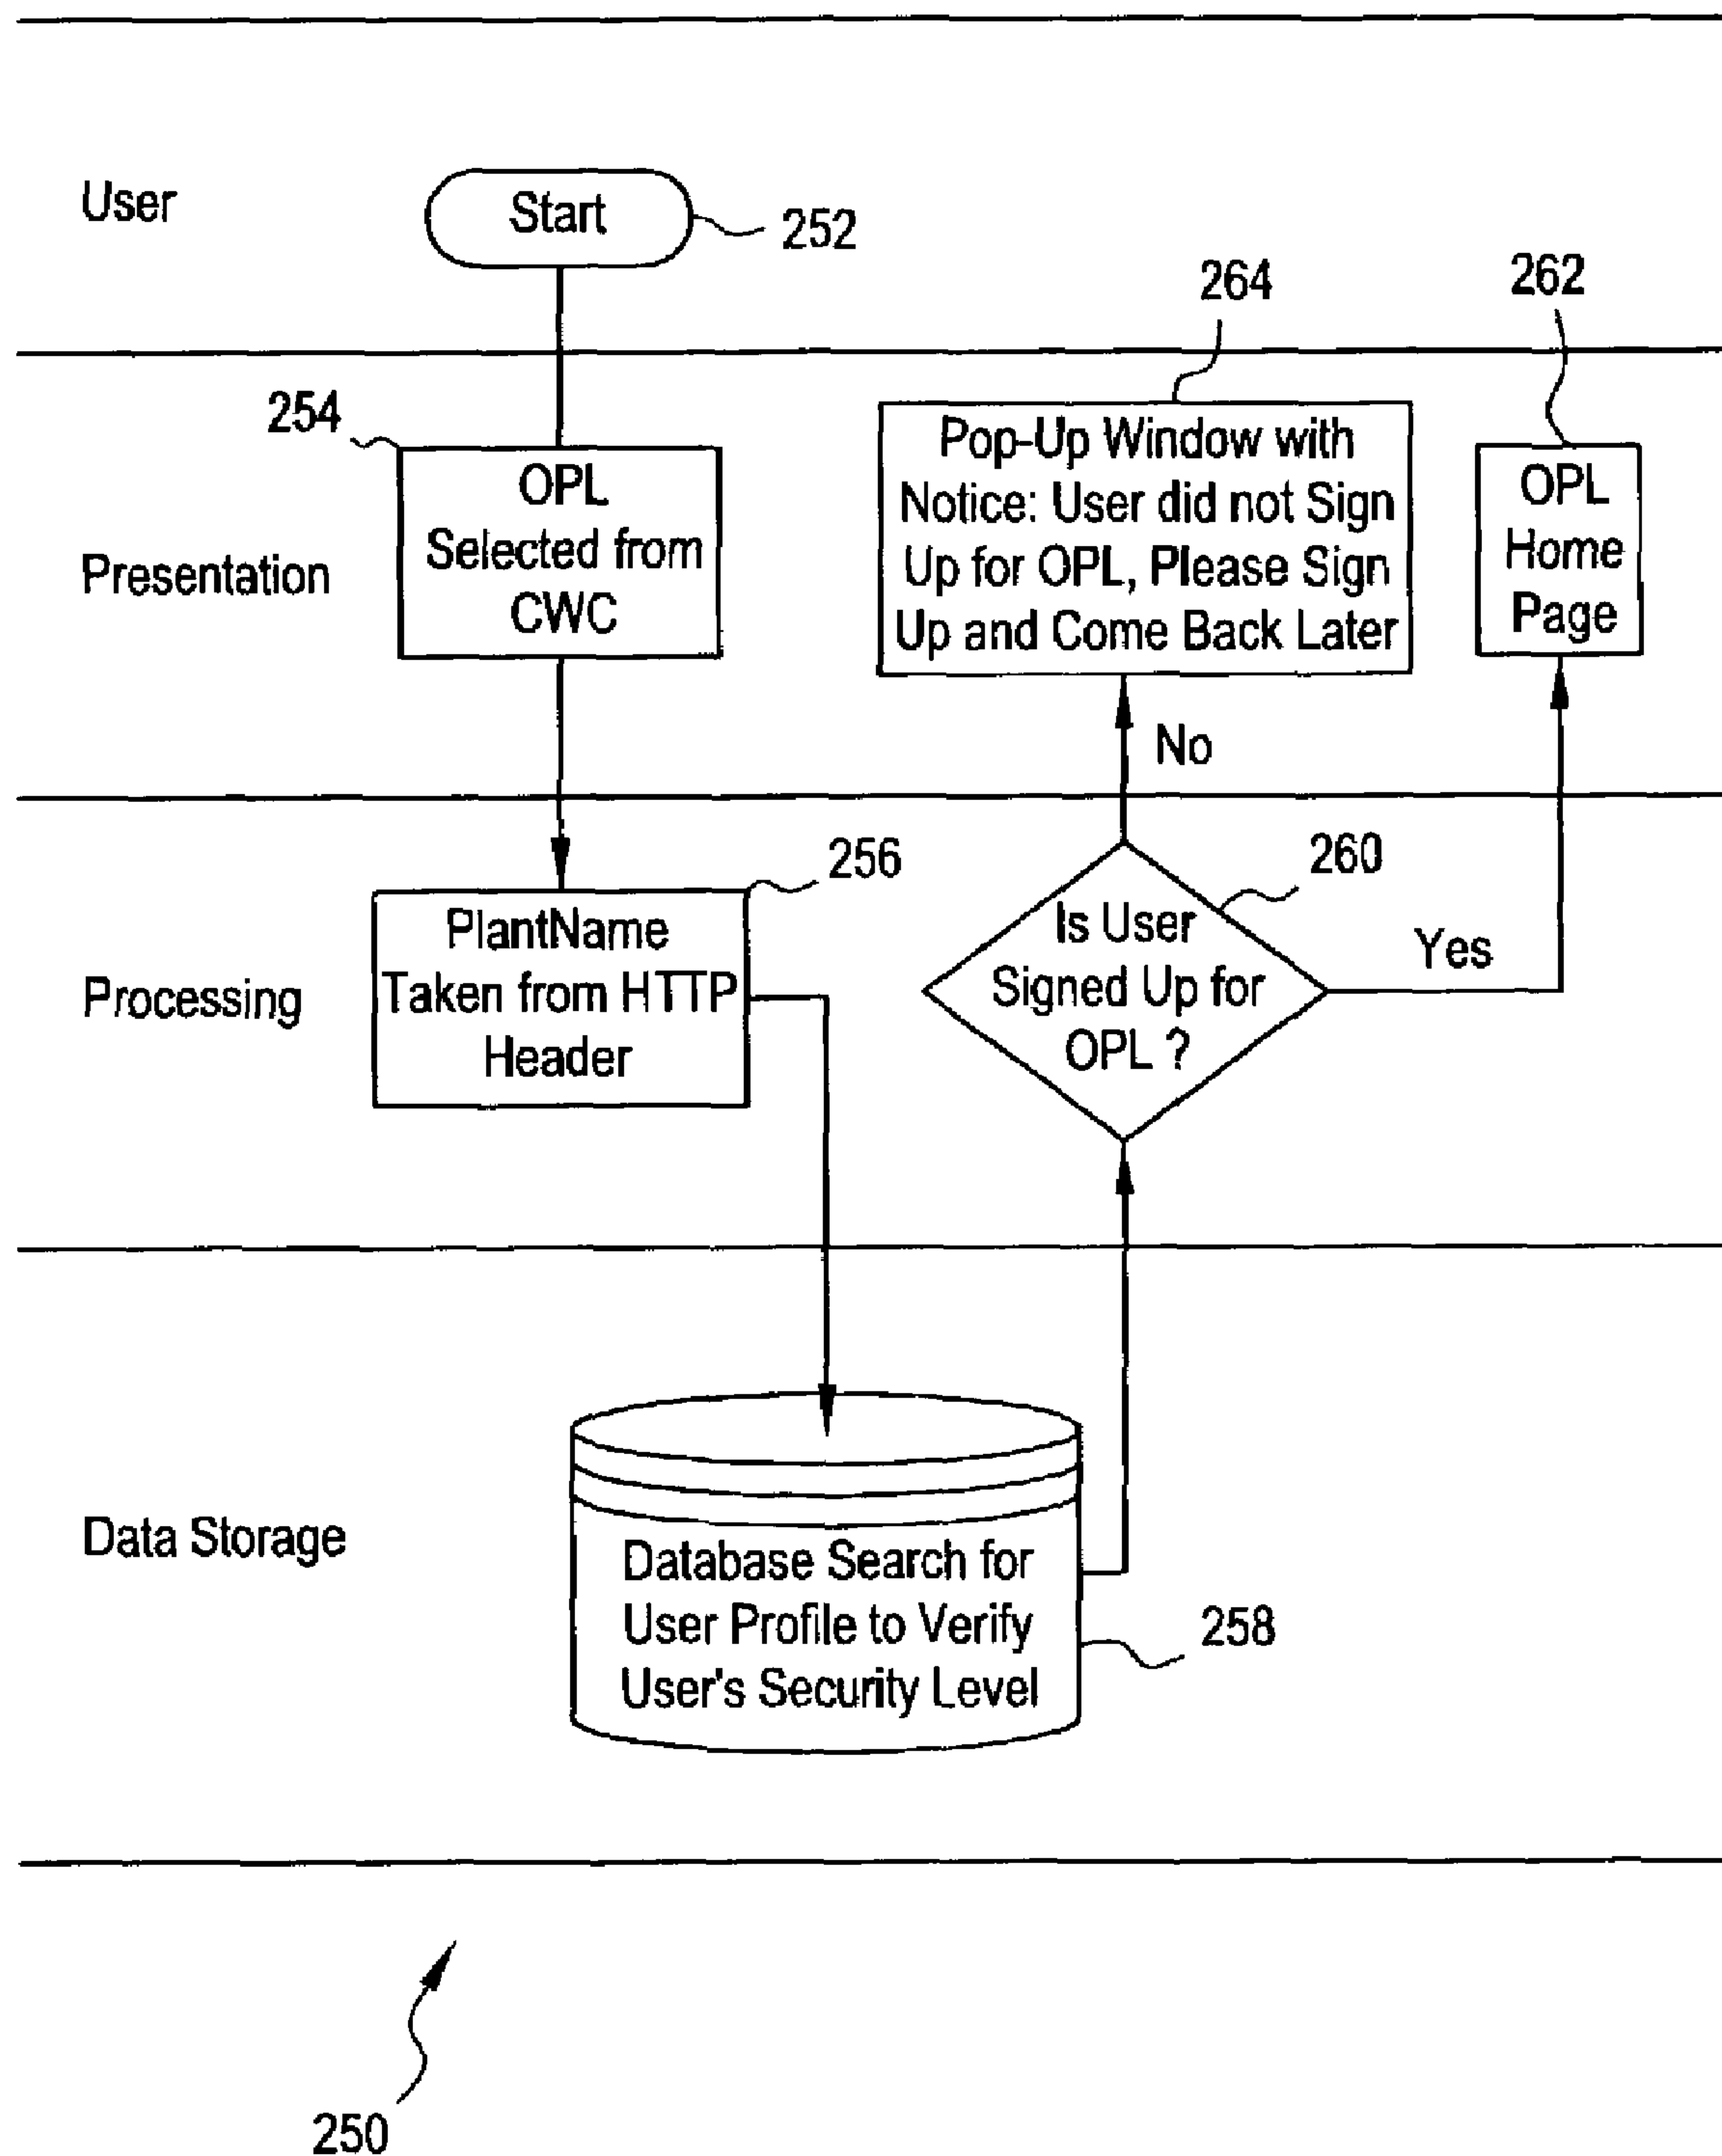 User
Start
252
264
262
254
OPL
Selected from
CWC
Pop-Up Window with
Notice: User did not Sign
Up for OPL, Please Sign
Up and Come Back Later
OPL
Home
Page
Presentation
No
256
260
PlantName
Taken from HTTP
Header
Is User
Signed Up for
OPL ?
Yes
Processing
Data Storage
Database Search for
User Profile to Verify
User's Security Level
258
250